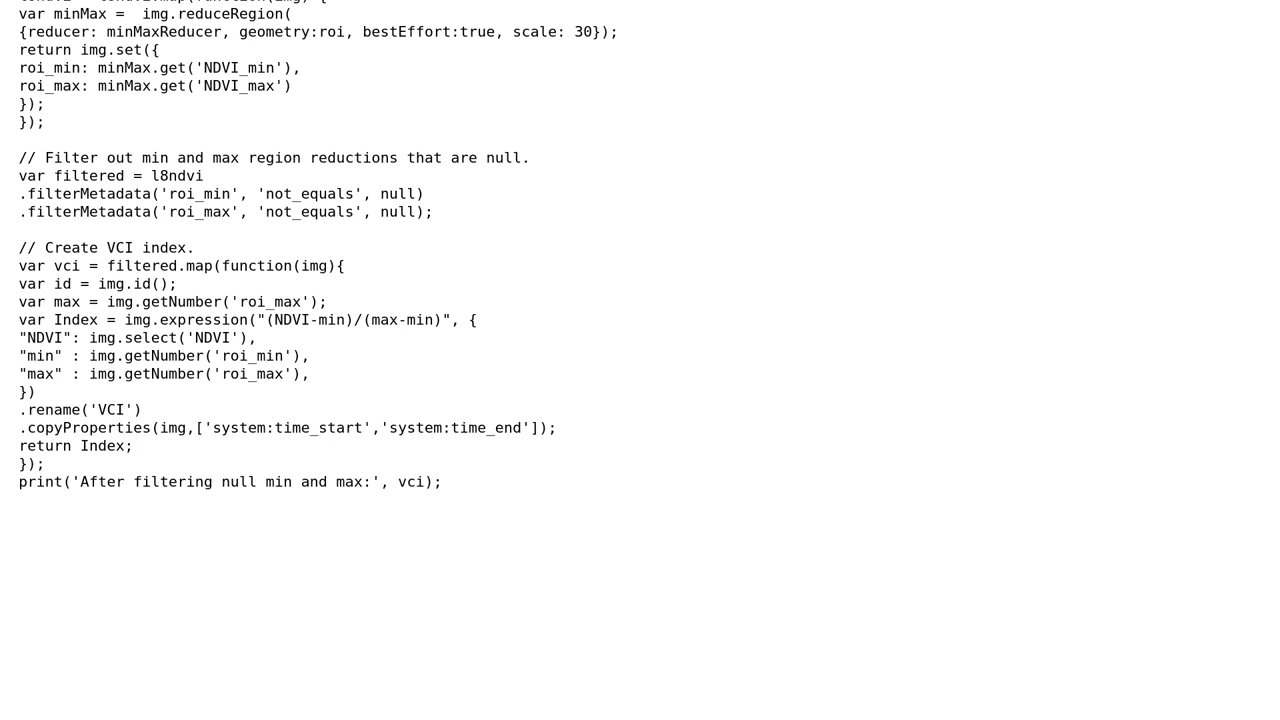 var minMax =  img.reduceRegion(
{reducer: minMaxReducer, geometry:roi, bestEffort:true, scale: 30});
return img.set({
roi_min: minMax.get('NDVI_min'),
roi_max: minMax.get('NDVI_max')
});
});

// Filter out min and max region reductions that are null.
var filtered = l8ndvi
.filterMetadata('roi_min', 'not_equals', null)
.filterMetadata('roi_max', 'not_equals', null);

// Create VCI index.
var vci = filtered.map(function(img){
var id = img.id();
var max = img.getNumber('roi_max');
var Index = img.expression("(NDVI-min)/(max-min)", {
"NDVI": img.select('NDVI'),
"min" : img.getNumber('roi_min'),
"max" : img.getNumber('roi_max'),
})
.rename('VCI')
.copyProperties(img,['system:time_start','system:time_end']);
return Index;
});
print('After filtering null min and max:', vci);